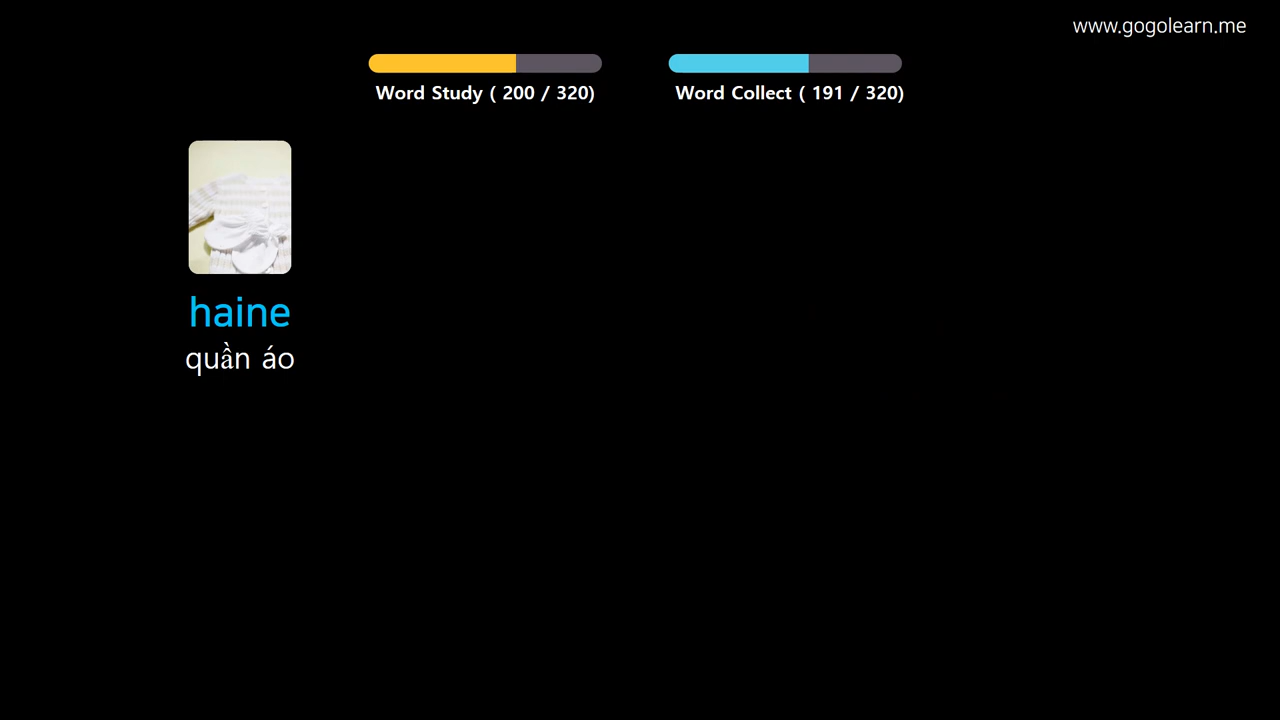 www.gogolearn.me
Word Study ( 200 / 320)
Word Collect ( 191 / 320)
haine
quần áo